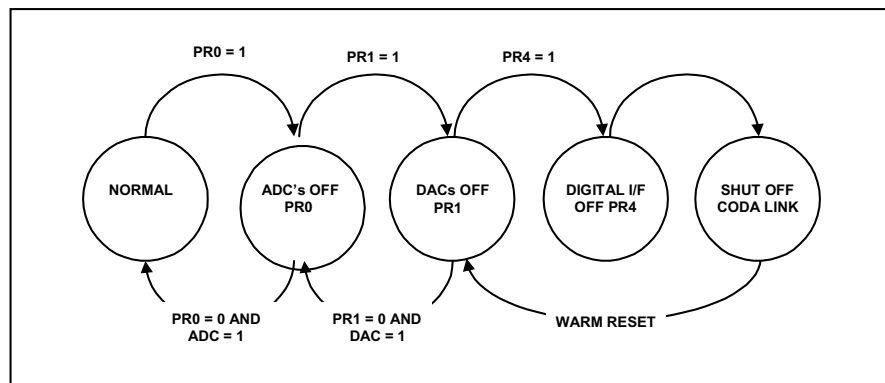 PR0 = 1
PR1 = 1
PR4 = 1
NORMAL
ADC's OFF
PR0
DACs OFF
PR1
DIGITAL I/F
OFF PR4
SHUT OFF
CODA LINK
PR0 = 0 AND
ADC = 1
PR1 = 0 AND
DAC = 1
WARM RESET